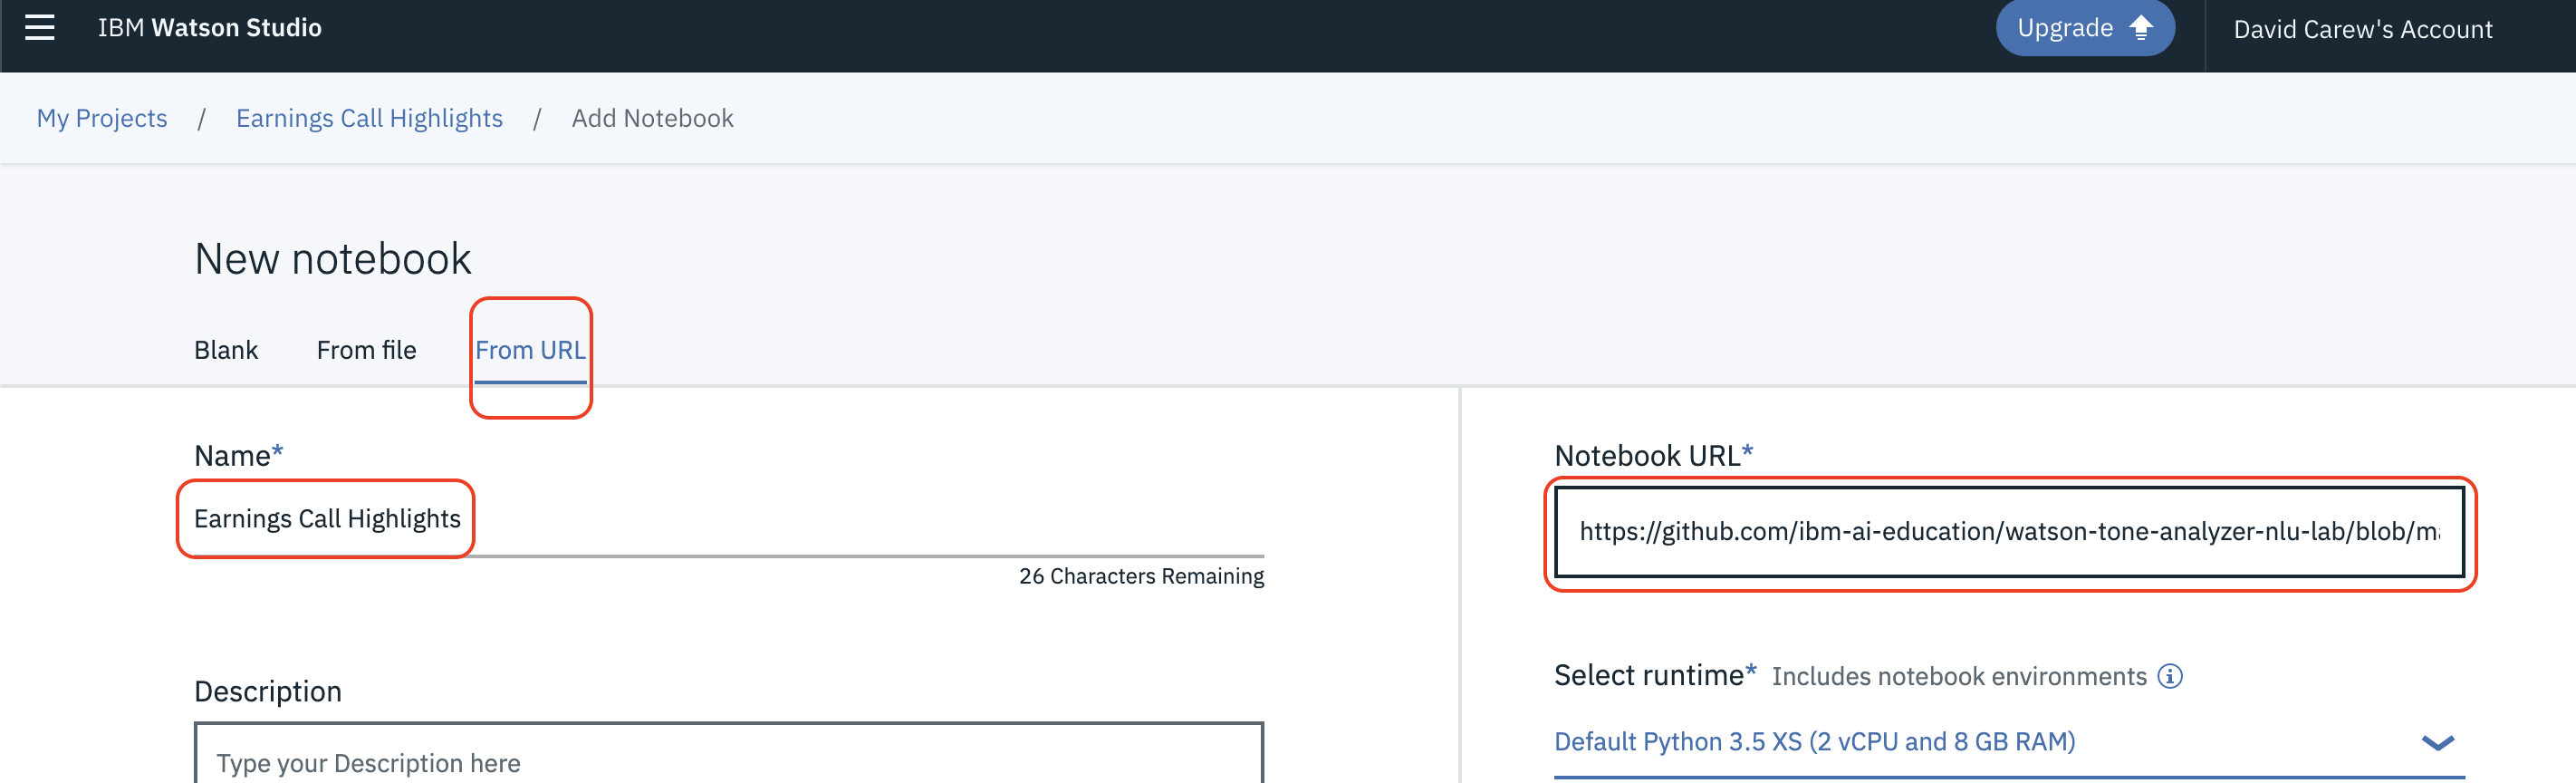 IBM Watson Studio
Upgrade
David Carew's Account
My Projects / Earnings Call Highlights / Add Notebook
New notebook
Blank From file From URL
Name*
Earnings Call Highlights
26 Characters Remaining
Description
Type your Description here
Notebook URL*
https://github.com/ibm-ai-education/watson-tone-analyzer-nlu-lab/blob/m
Select runtime* Includes notebook environments
Default Python 3.5 XS (2 vCPU and 8 GB RAM)